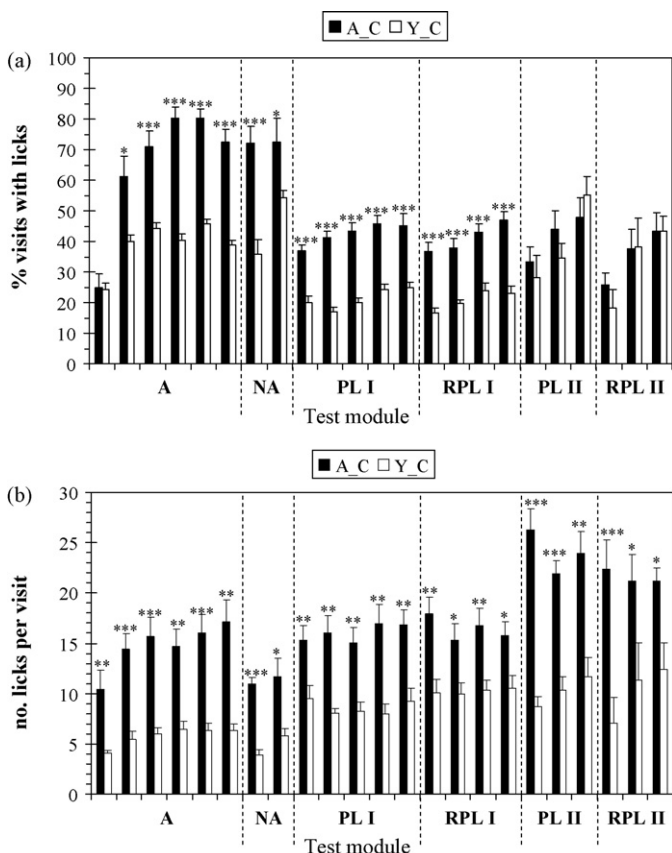 A_C Y_C
(a)
% visits with licks
100
90
80
70
60
50
40
30
20
10
0
* *** *** *** *** *** * *** *** *** *** *** *** *** *** ***
A NA PL I RPL I PL II RPL II
Test module
A_C Y_C
(b)
no. licks per visit
30
25
20
15
10
5
0
** *** *** ** *** ** *** * ** ** ** ** ** ** * ** * *** *** ** *** * *
A NA PL I RPL I PL II RPL II
Test module